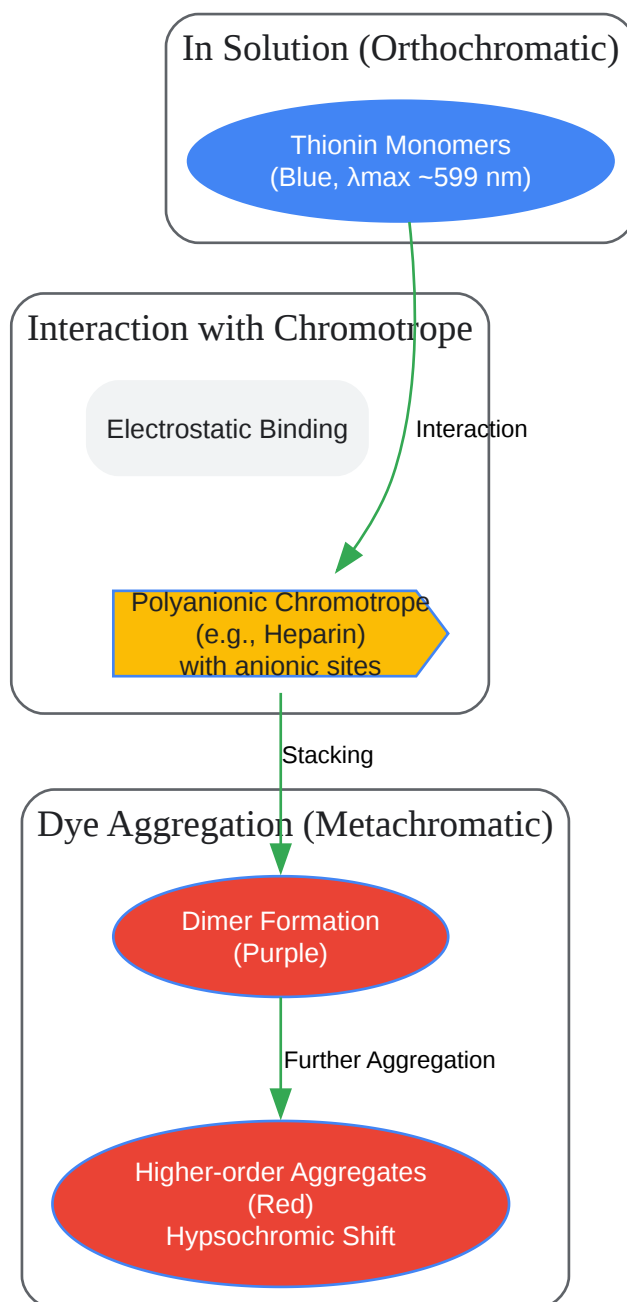 In Solution (Orthochromatic)
Thionin Monomers
(Blue, λmax ~599 nm)
Interaction with Chromotrope
Electrostatic Binding
Interaction
Polyanionic Chromotrope
(e.g., Heparin)
with anionic sites
Stacking
Dye Aggregation (Metachromatic)
Dimer Formation
(Purple)
Further Aggregation
Higher-order Aggregates
(Red)
Hypsochromic Shift